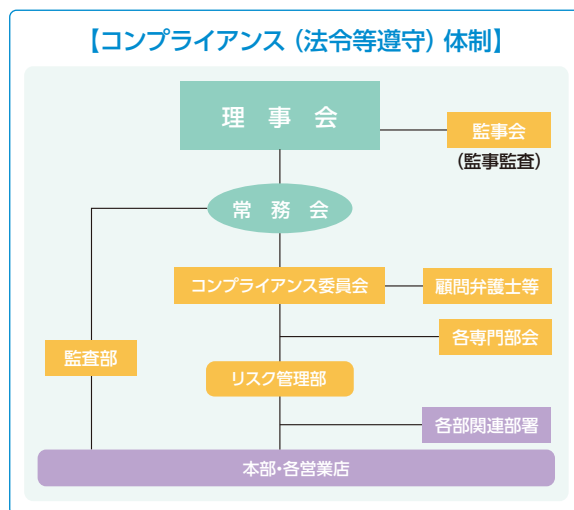 【コンプライアンス（法令等遵守）体制】
理事会
監事会
（監事監査）
常務会
コンプライアンス委員会
顧問弁護士等
各専門部会
監査部
リスク管理部
各部関連部署
本部・各営業店